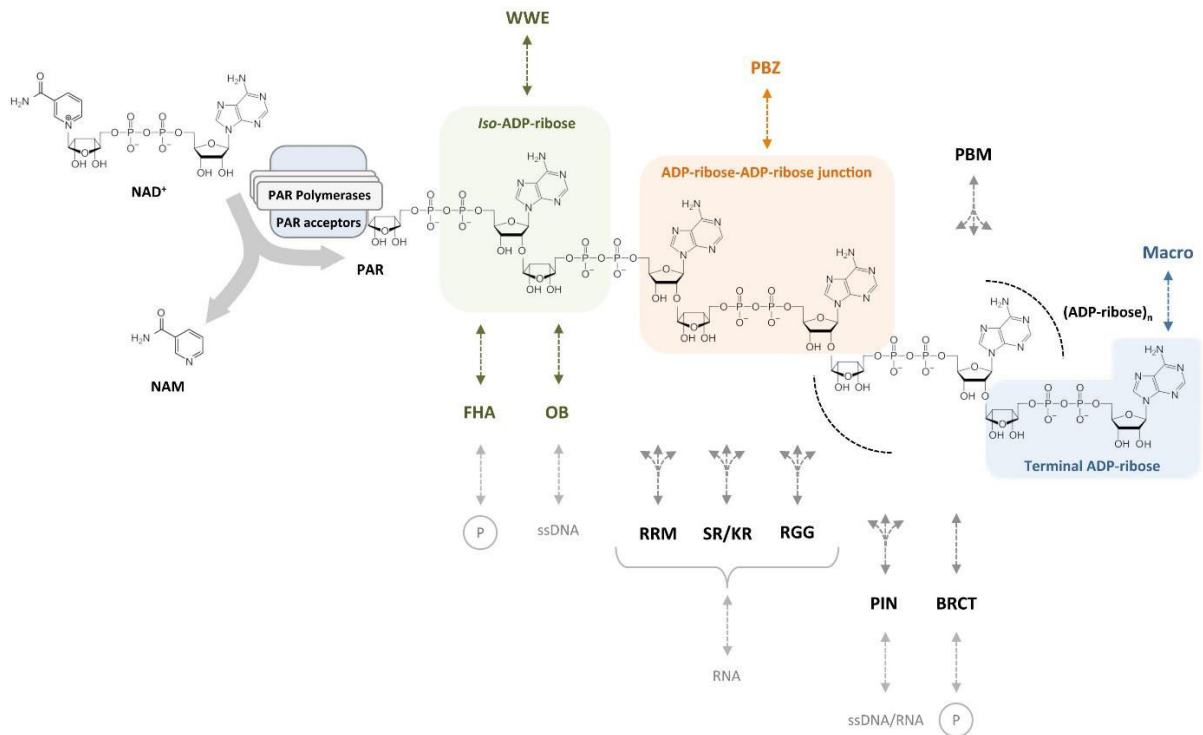 WWE
PBZ
Iso-ADP-ribose
ADP-ribose-ADP-ribose junction
PBM
NAD⁺
PAR Polymerases
PAR acceptors
PAR
Macro
(ADP-ribose)n
NAM
FHA
OB
Terminal ADP-ribose
P
ssDNA
RRM
SR/KR
RGG
PIN
BRCT
RNA
ssDNA/RNA
P